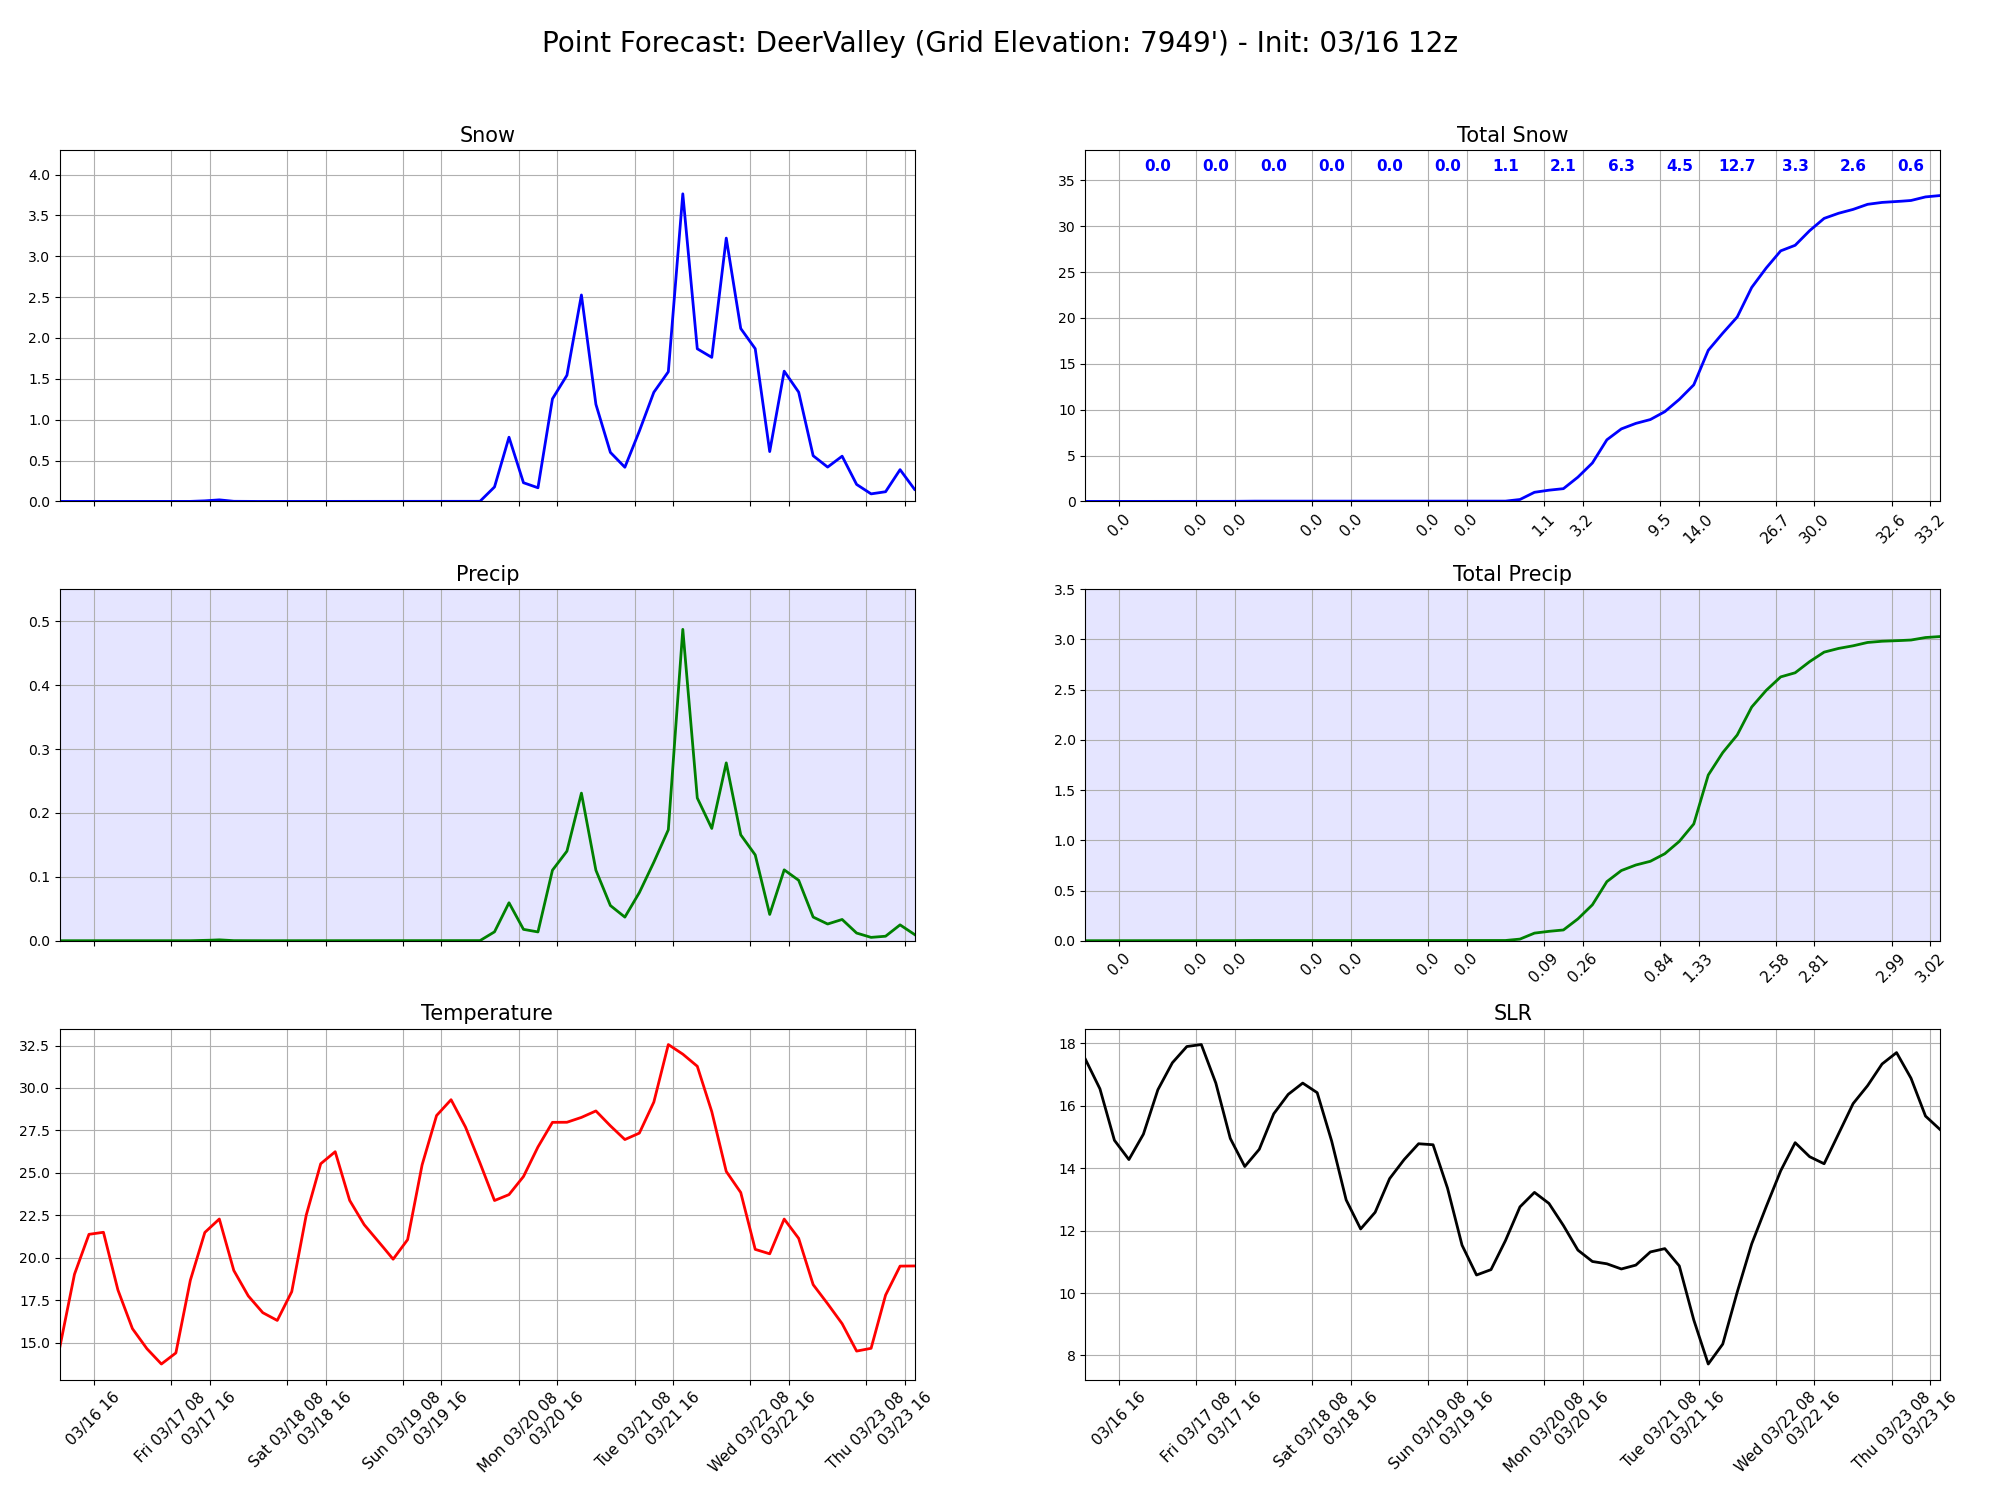 Point Forecast: DeerValley (Grid Elevation: 7949') - Init: 03/16 12z
Snow
4.0
3.5
3.0
2.5
2.0
1.5
1.0
0.5
0.0
Total Snow
0.0 0.0 0.0 0.0 0.0 0.0 1.1 2.1 6.3 4.5 12.7 3.3 2.6 0.6
35
30
25
20
15
10
5
0
0.0 0.0 0.0 0.0 0.0 0.0 0.0 1.1 3.2 9.5 14.0 26.7 30.0 32.6 33.2
Precip
0.5
0.4
0.3
0.2
0.1
0.0
Total Precip
3.5
3.0
2.5
2.0
1.5
1.0
0.5
0.0
0.0 0.0 0.0 0.0 0.0 0.0 0.0 0.09 0.26 0.84 1.33 2.58 2.81 2.99 3.02
Temperature
32.5
30.0
27.5
25.0
22.5
20.0
17.5
15.0
03/16 16
Fri 03/17 08
03/17 16
Sat 03/18 08
03/18 16
Sun 03/19 08
03/19 16
Mon 03/20 08
03/20 16
Tue 03/21 08
03/21 16
Wed 03/22 08
03/22 16
Thu 03/23 08
03/23 16
SLR
18
16
14
12
10
8
03/16 16
Fri 03/17 08
03/17 16
Sat 03/18 08
03/18 16
Sun 03/19 08
03/19 16
Mon 03/20 08
03/20 16
Tue 03/21 08
03/21 16
Wed 03/22 08
03/22 16
Thu 03/23 08
03/23 16